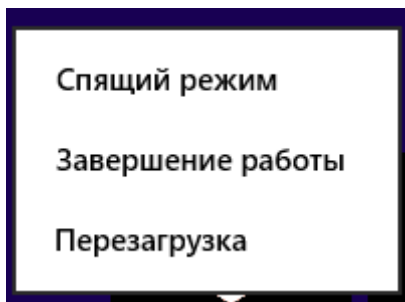 Спящий режим
Завершение работы
Перезагрузка